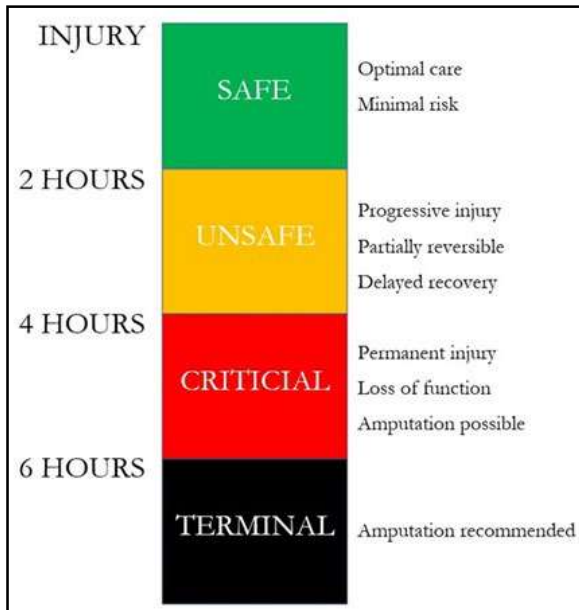 INJURY
SAFE
Optimal care
Minimal risk
2 HOURS
UNSAFE
Progressive injury
Partially reversible
Delayed recovery
4 HOURS
CRITICIAL
Permanent injury
Loss of function
Amputation possible
6 HOURS
TERMINAL
Amputation recommended